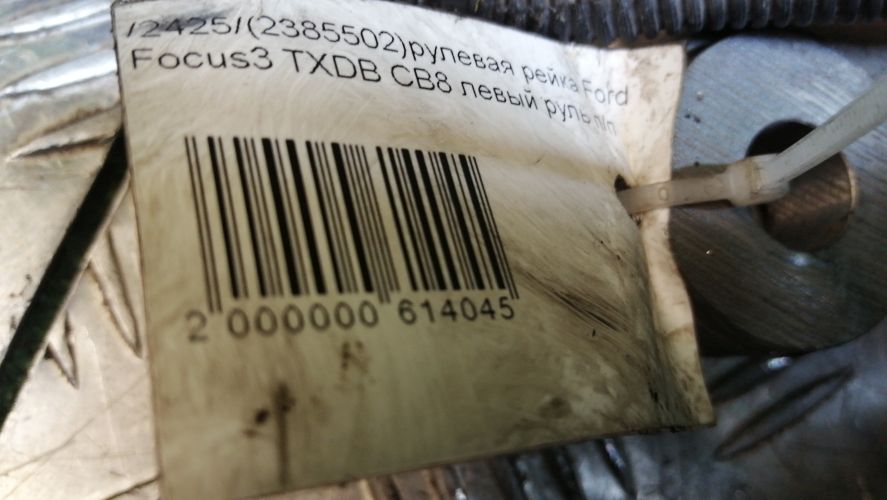 /2425/(2385502)рулевая рейка Ford
Focus3 TXDB CB8 левый руль п/п
2 000000 614045